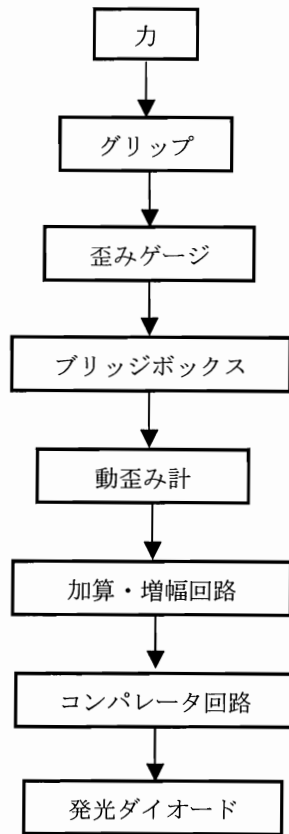 力
グリップ
歪みゲージ
ブリッジボックス
動歪み計
加算・増幅回路
コンパレータ回路
発光ダイオード